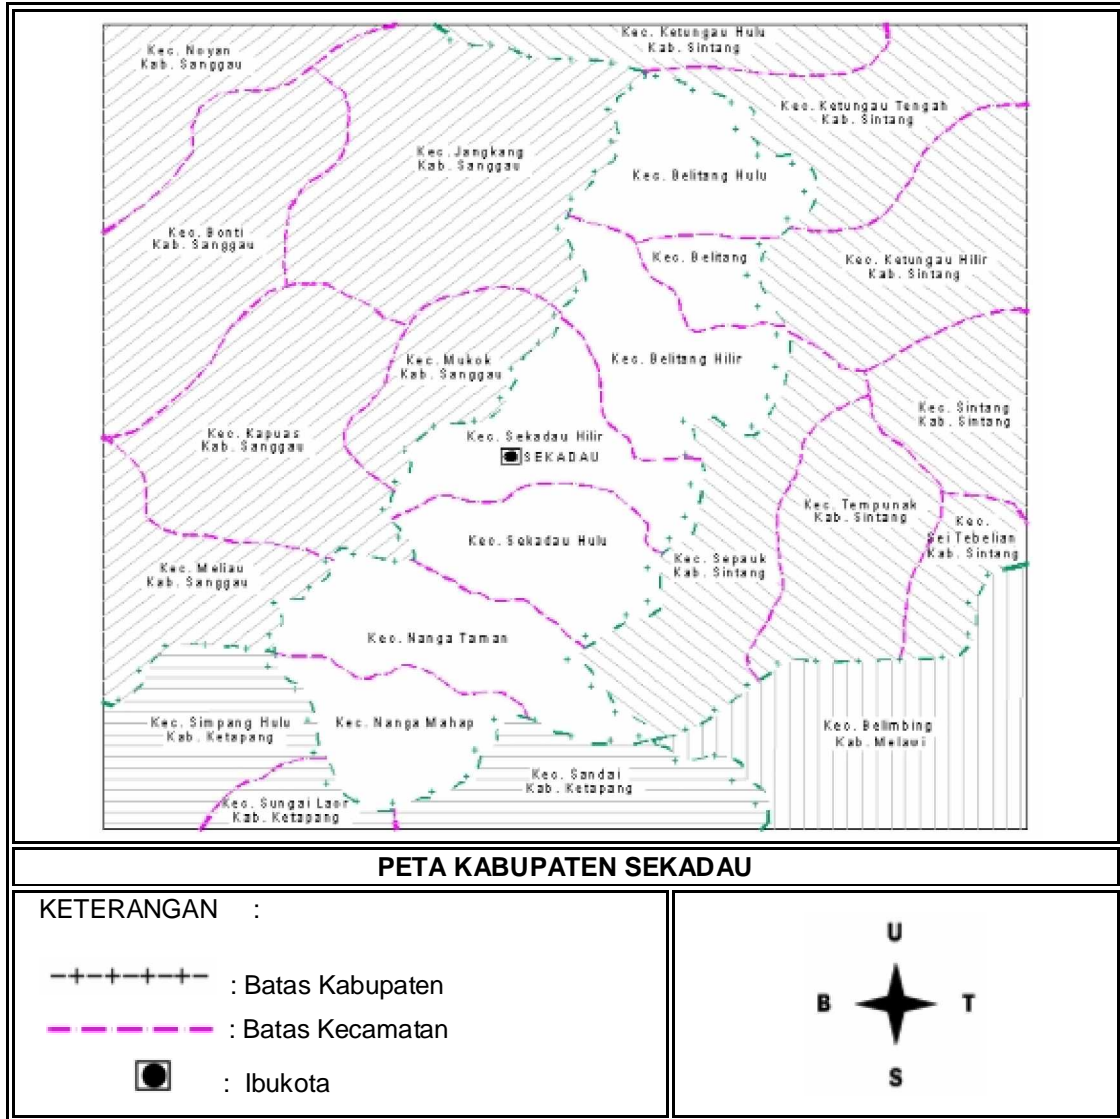 Kec. Ketungau Hulu
Kab. Sintang
Kec. Noyan
Kab. Sanggau
Kec. Ketungau Tengah
Kab. Sintang
Kec. Jangkang
Kab. Sanggau
Kec. Belitang Hulu
Kec. Bonti
Kab. Sanggau
Kec. Belitang
Kec. Ketungau Hilir
Kab. Sintang
Kec. Mukok
Kab. Sanggau
Kec. Belitang Hilir
Kec. Sintang
Kab. Sintang
Kec. Kapuas
Kab. Sanggau
Kec. Sekadau Hilir
SEKADAU
Kec. Tempunak
Kab. Sintang
Kec.
Sei Tebelian
Kab. Sintang
Kec. Sekadau Hulu
Kec. Sepauk
Kab. Sintang
Kec. Meliau
Kab. Sanggau
Kec. Nanga Taman
Kec. Simpang Hulu
Kab. Ketapang
Kec. Nanga Mahap
Kec. Belimbing
Kab. Melawi
Kec. Sandai
Kab. Ketapang
Kec. Sungai Laor
Kab. Ketapang
PETA KABUPATEN SEKADAU
KETERANGAN :
: Batas Kabupaten
: Batas Kecamatan
: Ibukota
U
B T
S